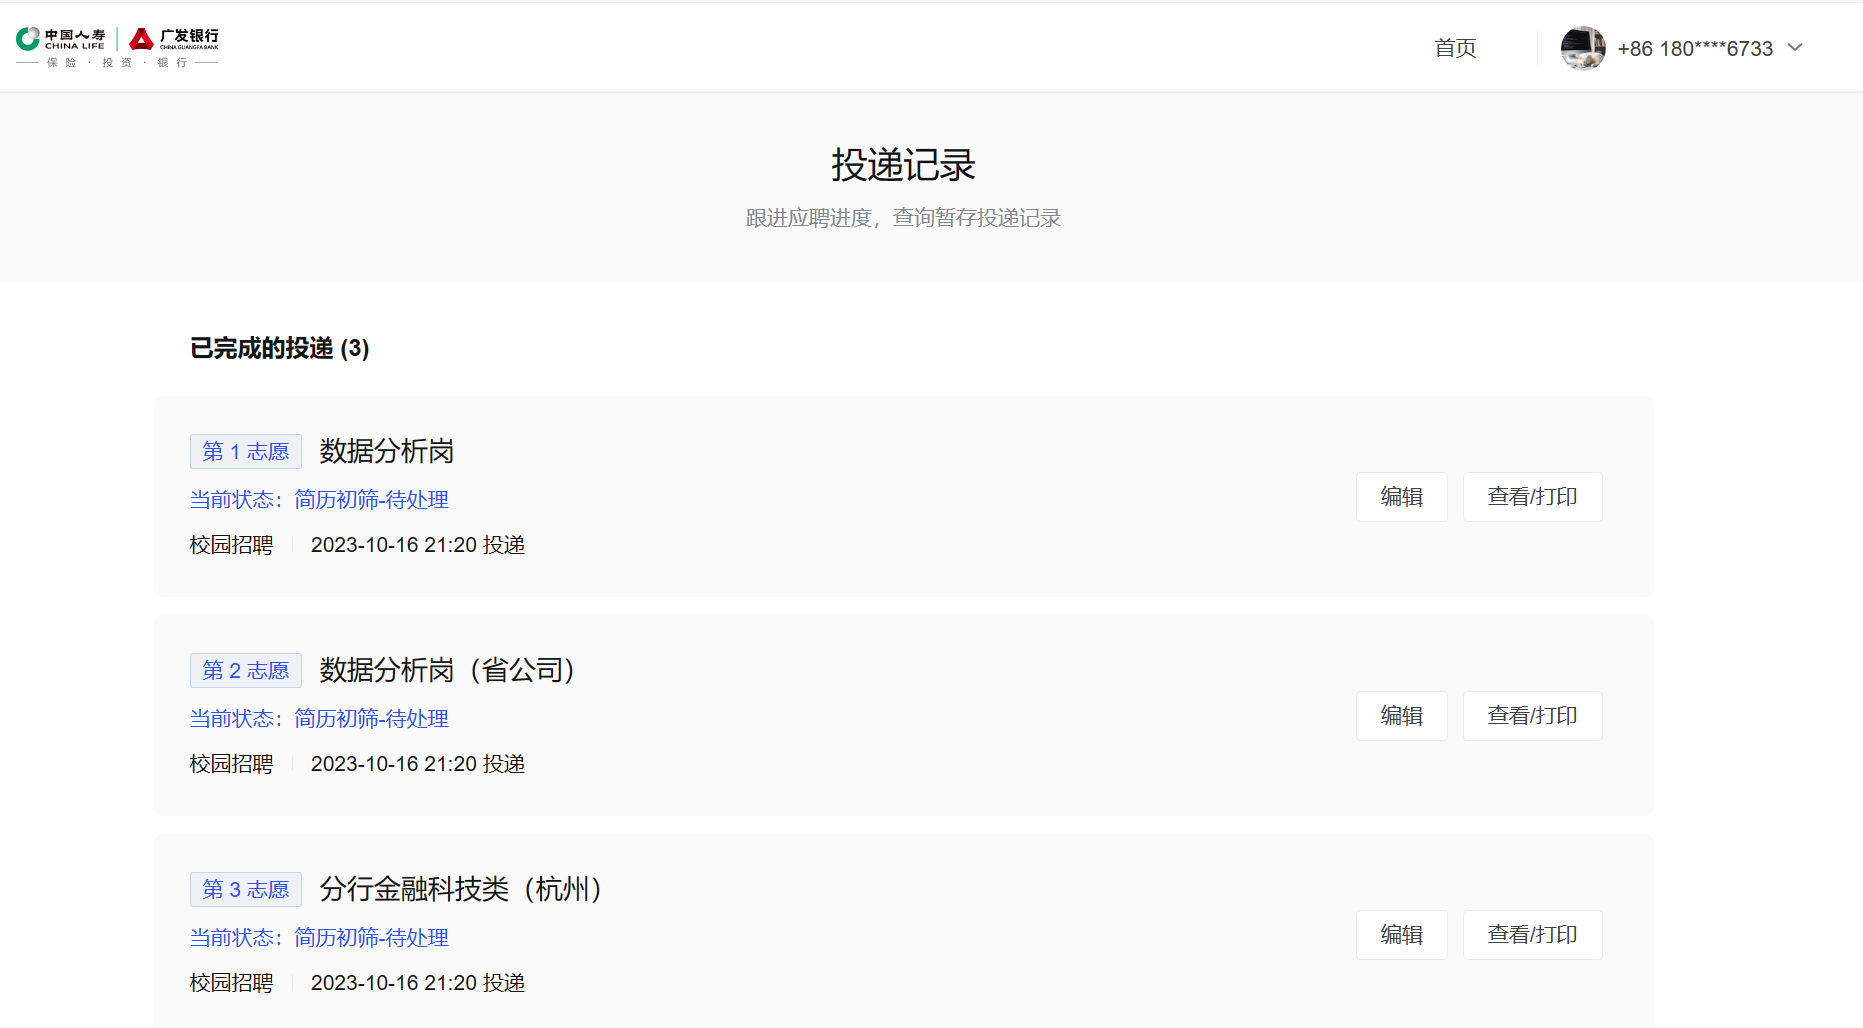 中国人寿
CHINA LIFE
广发银行
CHINA GUANGFA BANK
保险·投资·银行
首页
+86 180****6733
投递记录
跟进应聘进度，查询暂存投递记录
已完成的投递 (3)
第 1 志愿 数据分析岗
当前状态：简历初筛-待处理
校园招聘 2023-10-16 21:20 投递
编辑 查看/打印
第 2 志愿 数据分析岗（省公司）
当前状态：简历初筛-待处理
校园招聘 2023-10-16 21:20 投递
编辑 查看/打印
第 3 志愿 分行金融科技类（杭州）
当前状态：简历初筛-待处理
校园招聘 2023-10-16 21:20 投递
编辑 查看/打印